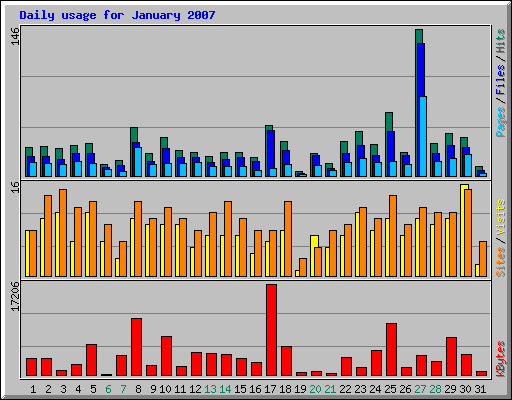 Daily usage for January 2007
146
Pages / Files / Hits
16
Sites / Visits
17206
KBytes
1 2 3 4 5 6 7 8 9 10 11 12 13 14 15 16 17 18 19 20 21 22 23 24 25 26 27 28 29 30 31